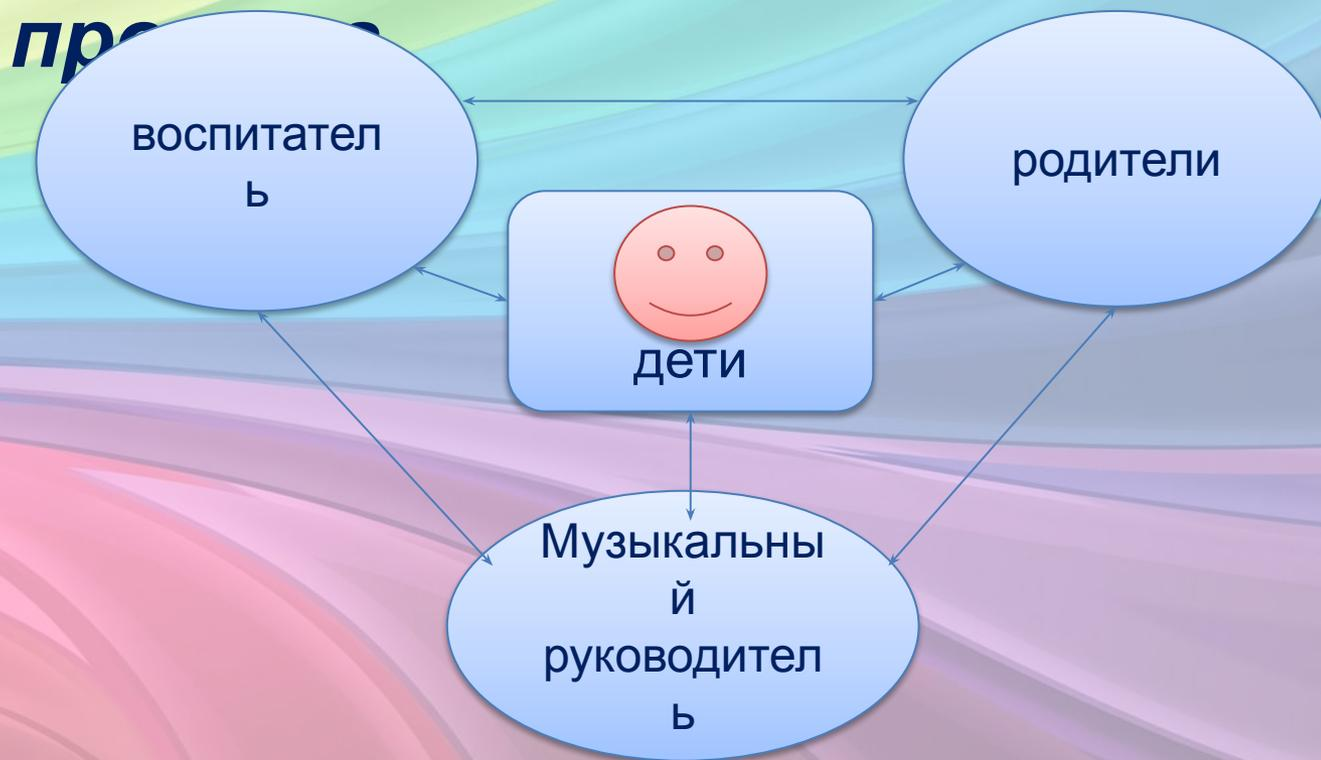 воспитател
ь
родители
дети
Музыкальны
й
руководител
ь